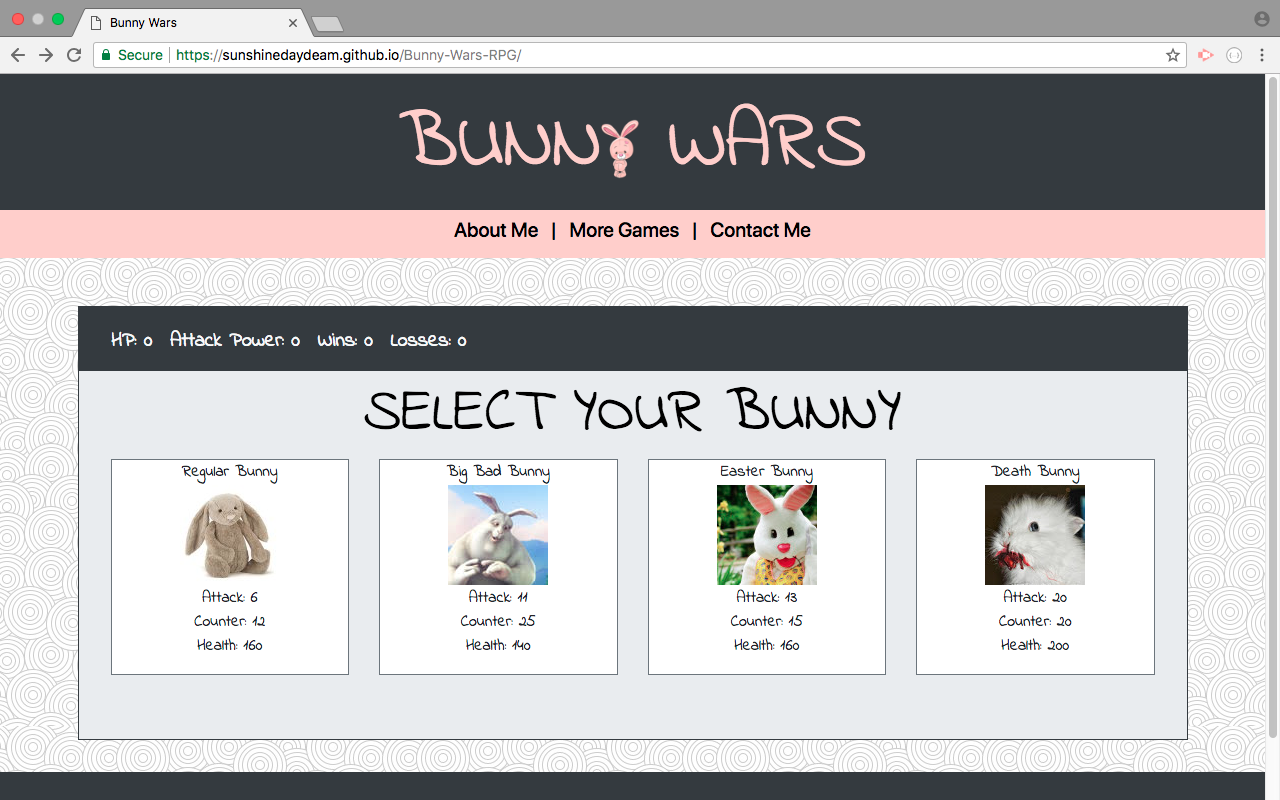 Bunny Wars
Secure https://sunshinedaydeam.github.io/Bunny-Wars-RPG/
BUNNY WARS
About Me | More Games | Contact Me
HP: 0 Attack Power: 0 Wins: 0 Losses: 0
SELECT YOUR BUNNY
Regular Bunny
Attack: 6
Counter: 12
Health: 160
Big Bad Bunny
Attack: 11
Counter: 25
Health: 140
Easter Bunny
Attack: 13
Counter: 15
Health: 160
Death Bunny
Attack: 20
Counter: 20
Health: 200